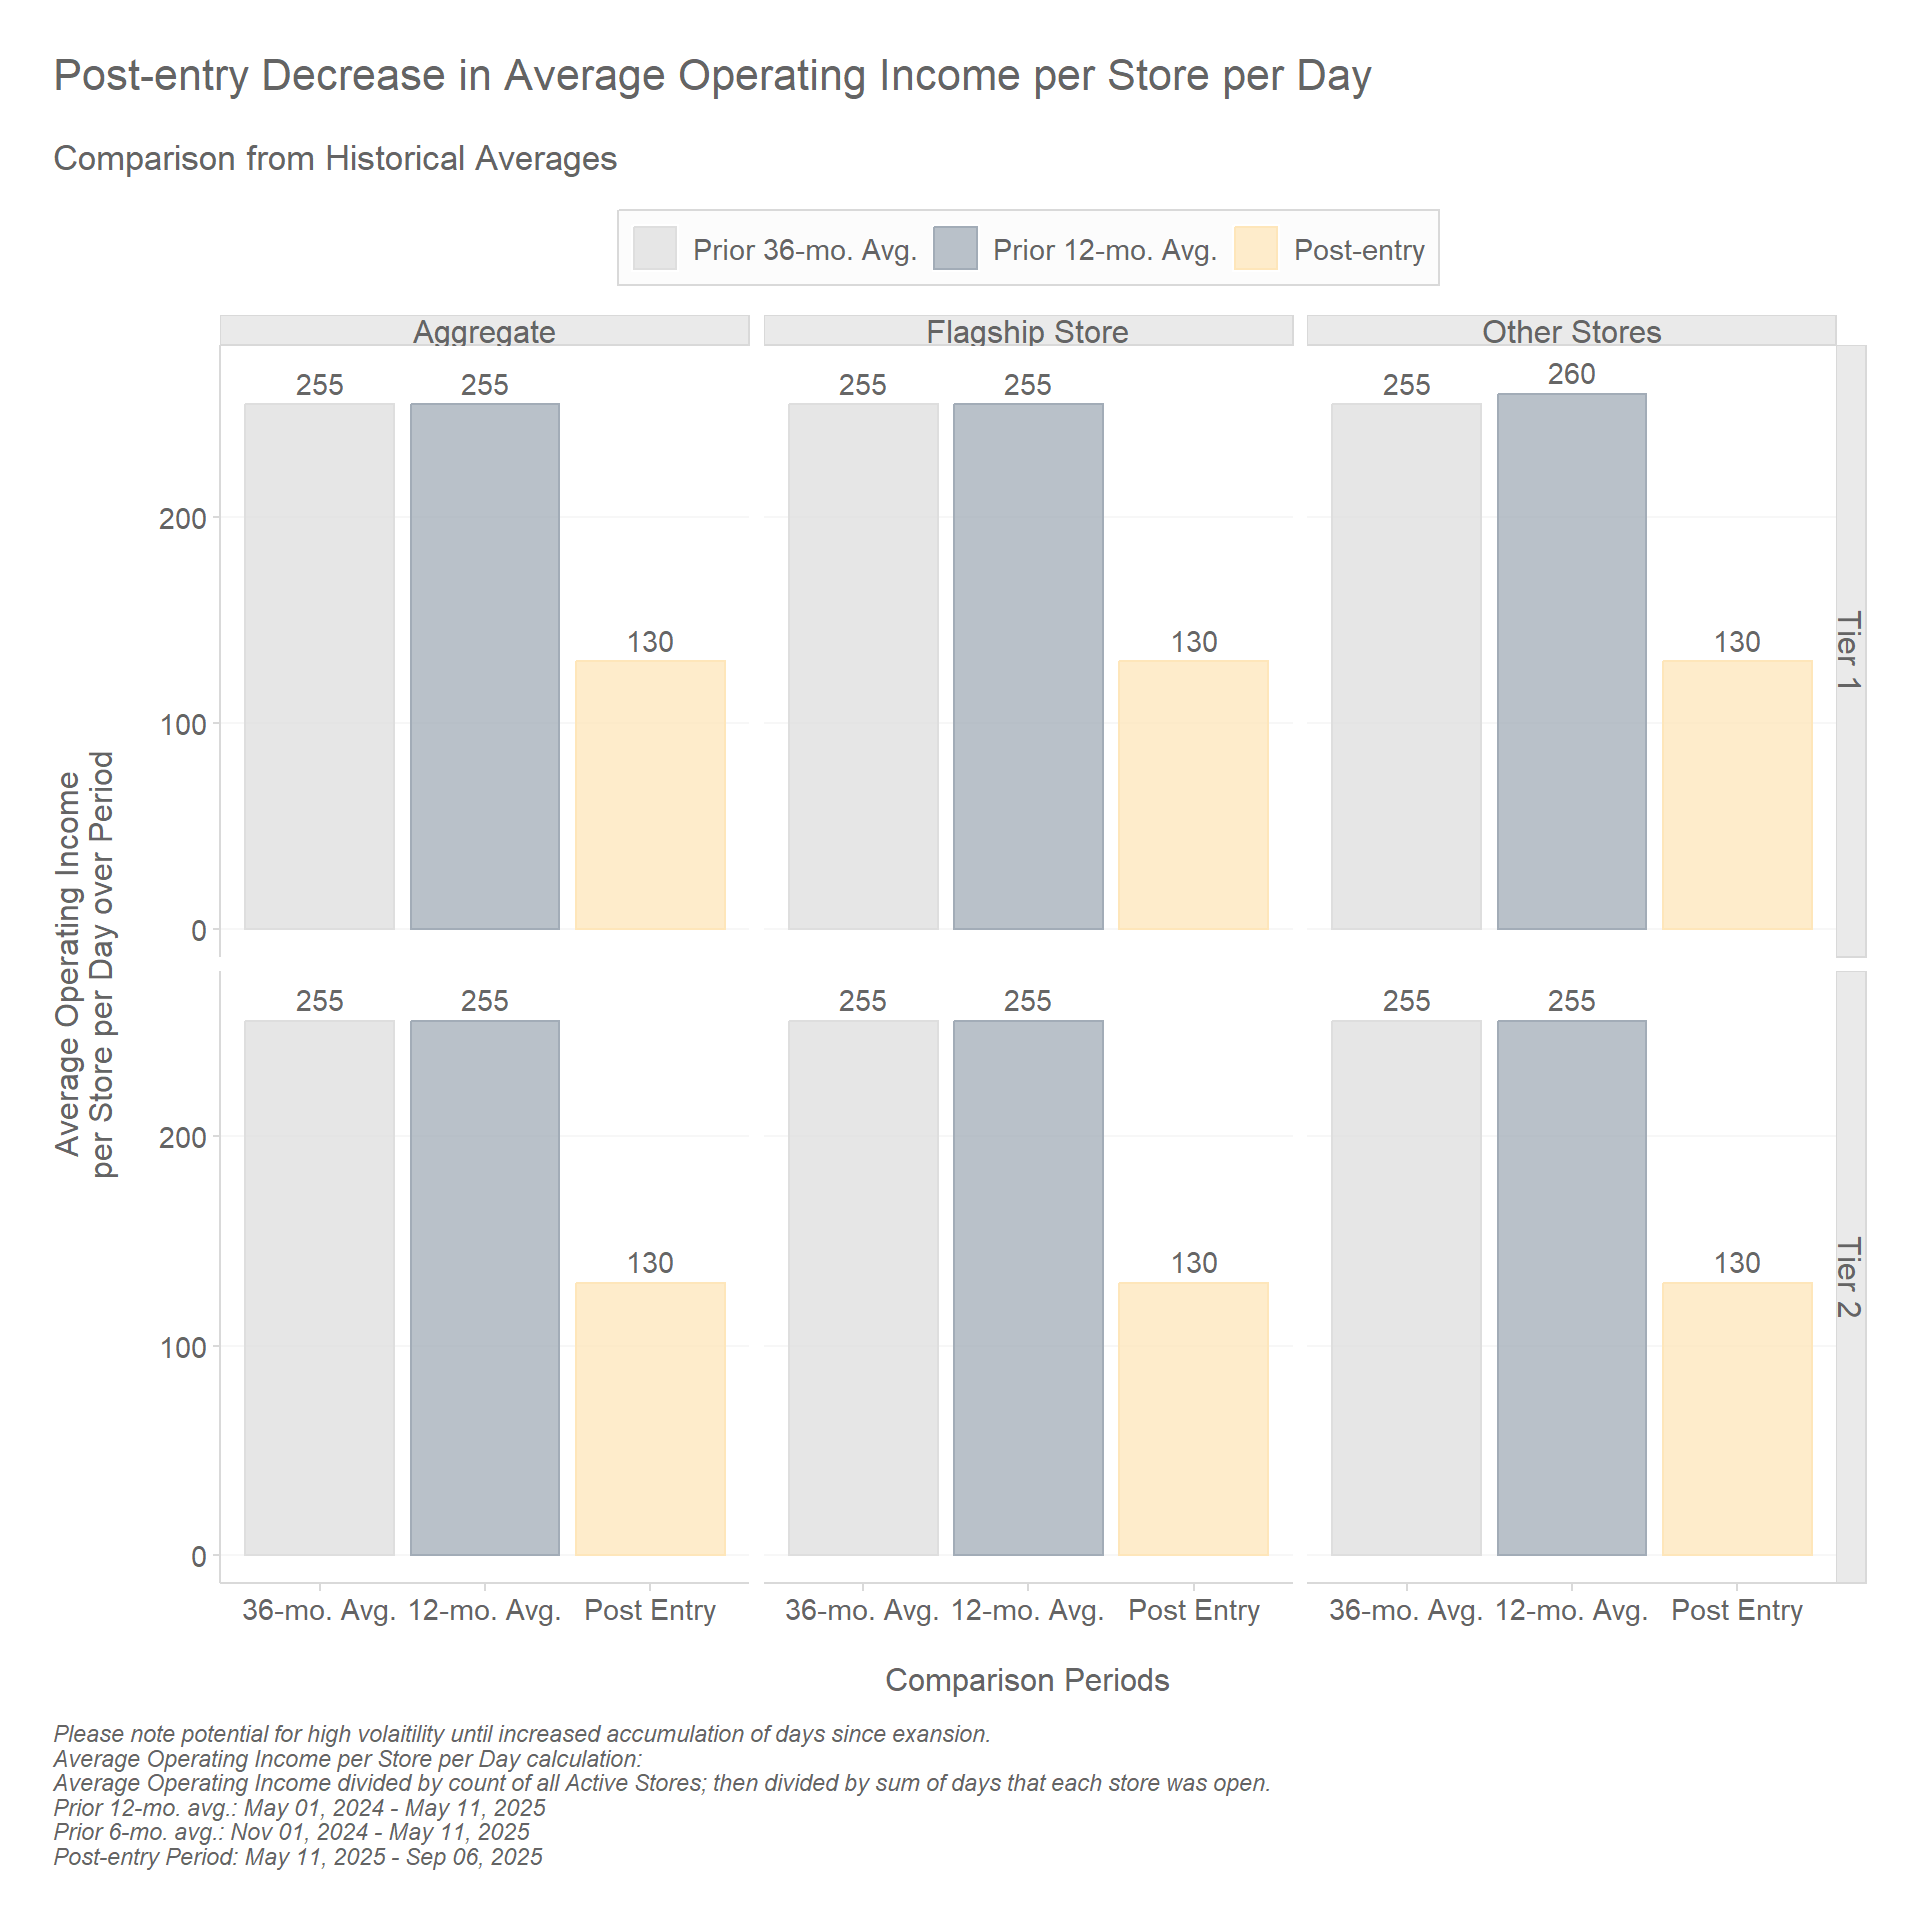 Post-entry Decrease in Average Operating Income per Store per Day
Comparison from Historical Averages
Prior 36-mo. Avg. Prior 12-mo. Avg. Post-entry
Aggregate Flagship Store Other Stores
255 255 130 255 255 130 255 260 130
200
100
0
Tier 1
Average Operating Income
per Store per Day over Period
255 255 130 255 255 130 255 255 130
200
100
0
Tier 2
36-mo. Avg. 12-mo. Avg. Post Entry 36-mo. Avg. 12-mo. Avg. Post Entry 36-mo. Avg. 12-mo. Avg. Post Entry
Comparison Periods
Please note potential for high volaitility until increased accumulation of days since exansion.
Average Operating Income per Store per Day calculation:
Average Operating Income divided by count of all Active Stores; then divided by sum of days that each store was open.
Prior 12-mo. avg.: May 01, 2024 - May 11, 2025
Prior 6-mo. avg.: Nov 01, 2024 - May 11, 2025
Post-entry Period: May 11, 2025 - Sep 06, 2025